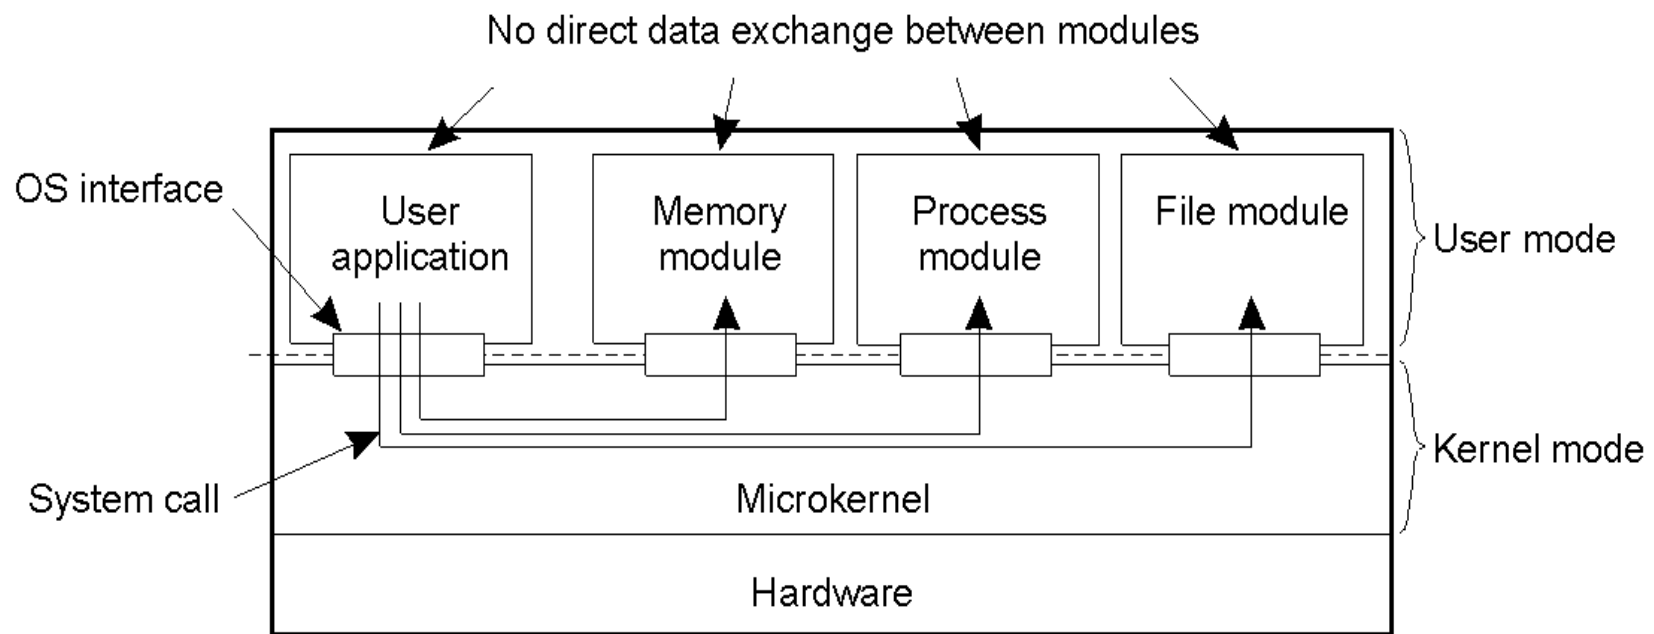 No direct data exchange between modules
OS interface
User
application
Memory
module
Process
module
File module
User mode
Kernel mode
System call
Microkernel
Hardware